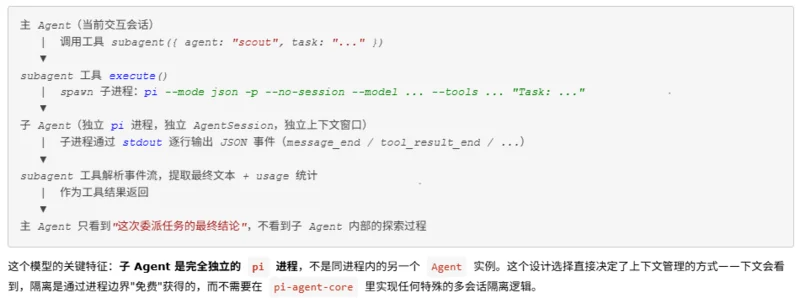 主 Agent（当前交互会话）
| 调用工具 subagent({ agent: "scout", task: "..." })
▼
subagent 工具 execute()
| spawn 子进程：pi --mode json -p --no-session --model ... --tools ... "Task: ..."
▼
子 Agent（独立 pi 进程，独立 AgentSession，独立上下文窗口）
| 子进程通过 stdout 逐行输出 JSON 事件（message_end / tool_result_end / ...）
▼
subagent 工具解析事件流，提取最终文本 + usage 统计
| 作为工具结果返回
▼
主 Agent 只看到"这次委派任务的最终结论"，不看到子 Agent 内部的探索过程
这个模型的关键特征：子 Agent 是完全独立的 pi 进程，不是同进程内的另一个 Agent 实例。这个设计选择直接决定了上下文管理的方式——下文会看
到，隔离是通过进程边界"免费"获得的，而不需要在 pi-agent-core 里实现任何特殊的多会话隔离逻辑。